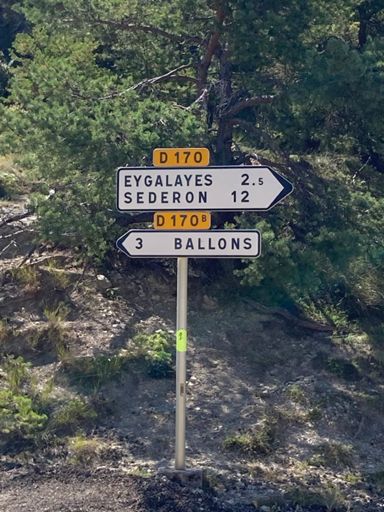 D 170
EYGALAYES 2.5
SEDERON 12
D 170B
3 BALLONS